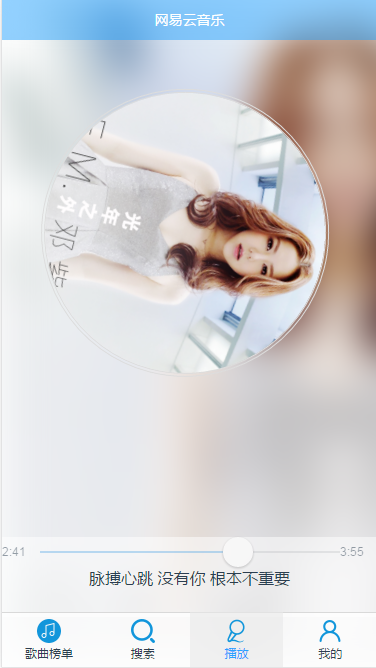 网易云音乐
G.E.M. 邓紫
光年之外
2:41
3:55
脉搏心跳 没有你 根本不重要
歌曲榜单
搜索
播放
我的